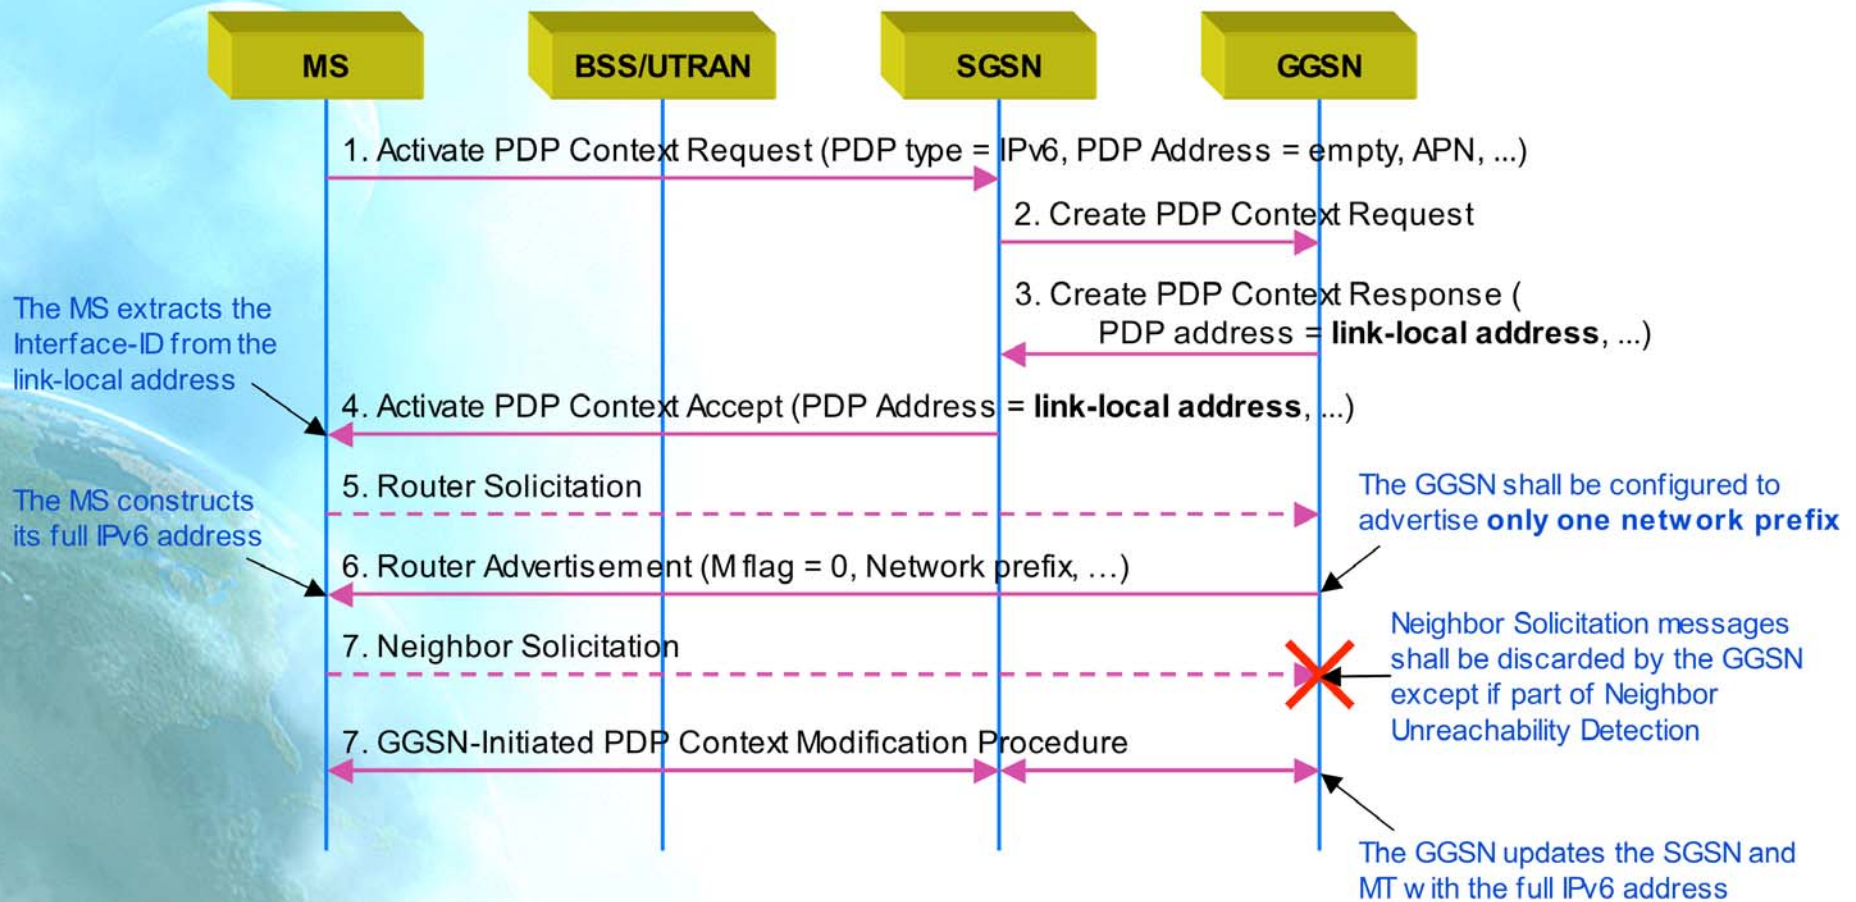 MS
BSS/UTRAN
SGSN
GGSN
1. Activate PDP Context Request (PDP type = IPv6, PDP Address = empty, APN, ...)
2. Create PDP Context Request
3. Create PDP Context Response (
PDP address = link-local address, ...)
The MS extracts the
Interface-ID from the
link-local address
4. Activate PDP Context Accept (PDP Address = link-local address, ...)
5. Router Solicitation
The GGSN shall be configured to
advertise only one network prefix
The MS constructs
its full IPv6 address
6. Router Advertisement (M flag = 0, Network prefix, ...)
7. Neighbor Solicitation
Neighbor Solicitation messages
shall be discarded by the GGSN
except if part of Neighbor
Unreachability Detection
7. GGSN-Initiated PDP Context Modification Procedure
The GGSN updates the SGSN and
MT with the full IPv6 address